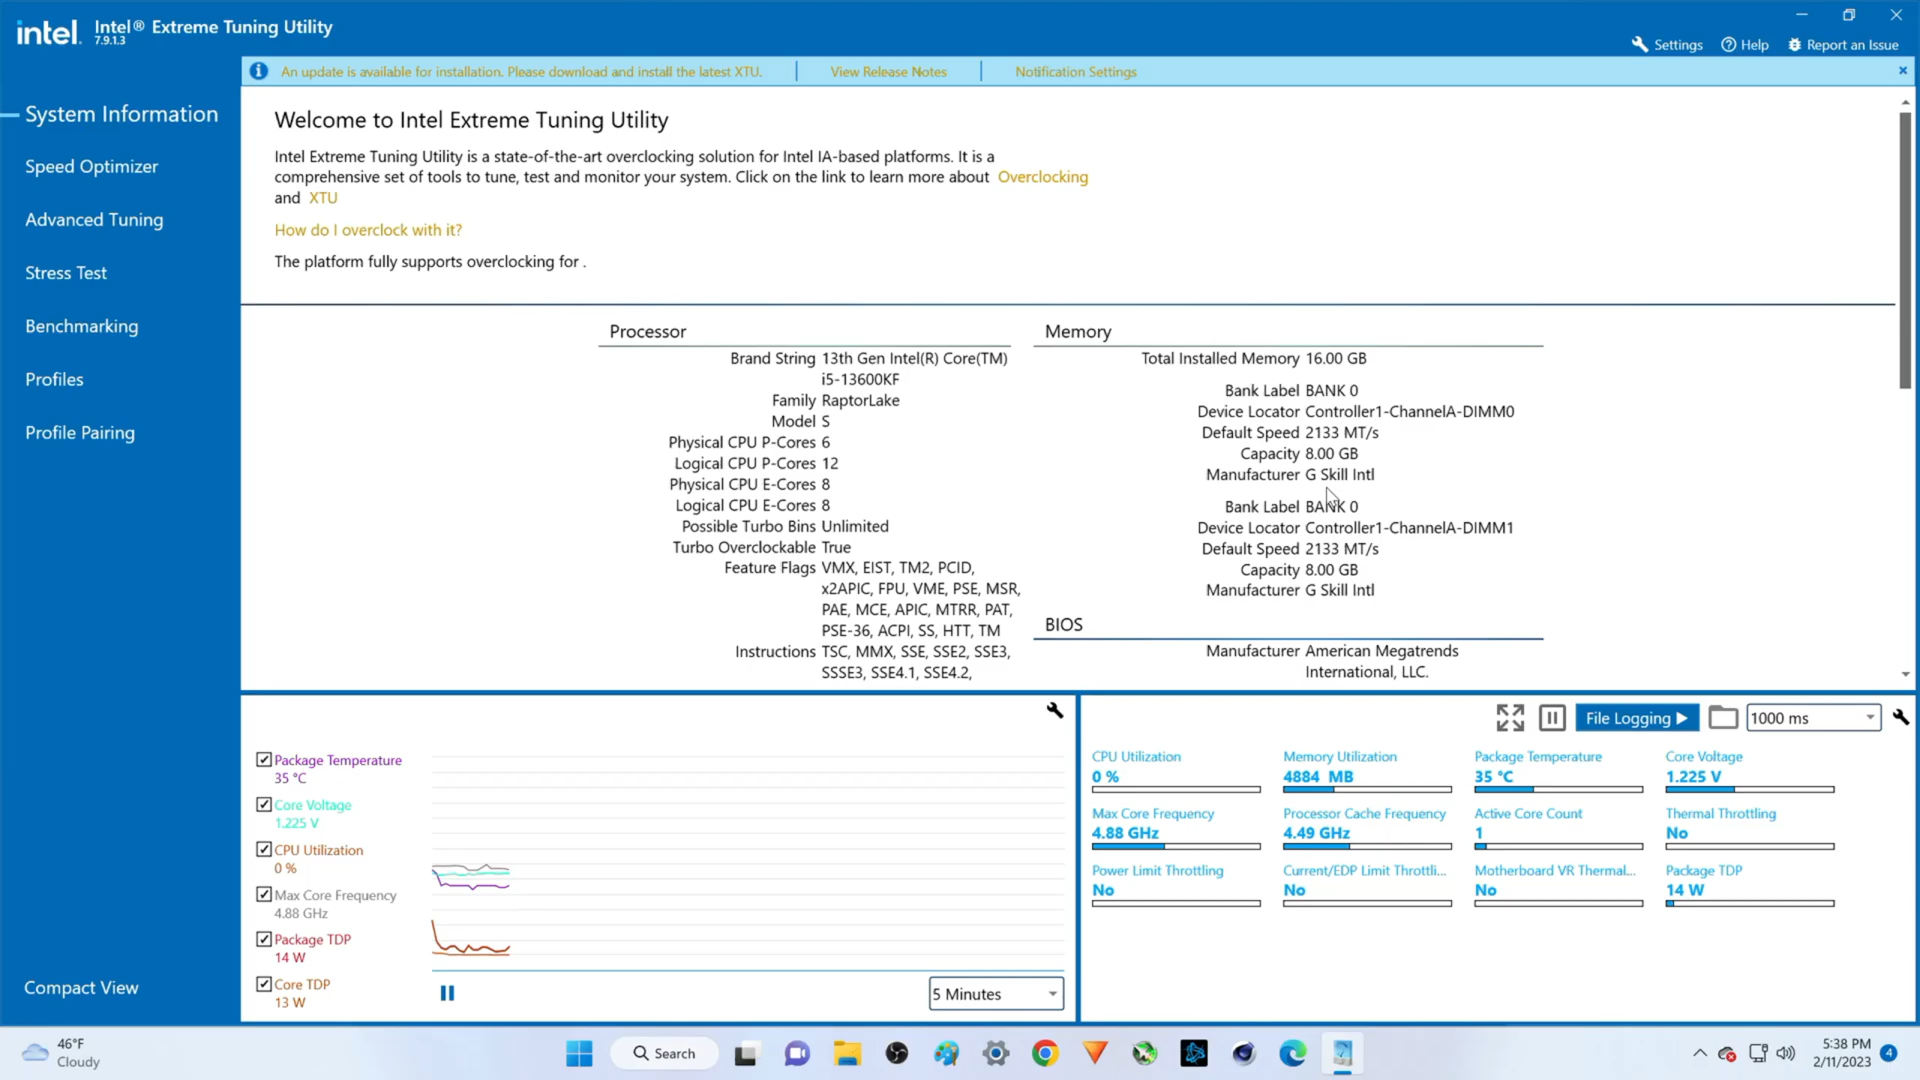 intel. Intel® Extreme Tuning Utility
7.9.1.3
Settings Help Report an Issue
An update is available for installation. Please download and install the latest XTU. View Release Notes Notification Settings
System Information
Speed Optimizer
Advanced Tuning
Stress Test
Benchmarking
Profiles
Profile Pairing
Compact View
Welcome to Intel Extreme Tuning Utility
Intel Extreme Tuning Utility is a state-of-the-art overclocking solution for Intel IA-based platforms. It is a
comprehensive set of tools to tune, test and monitor your system. Click on the link to learn more about Overclocking
and XTU
How do I overclock with it?
The platform fully supports overclocking for .
Processor
Brand String 13th Gen Intel(R) Core(TM)
i5-13600KF
Family RaptorLake
Model S
Physical CPU P-Cores 6
Logical CPU P-Cores 12
Physical CPU E-Cores 8
Logical CPU E-Cores 8
Possible Turbo Bins Unlimited
Turbo Overclockable True
Feature Flags VMX, EIST, TM2, PCID,
x2APIC, FPU, VME, PSE, MSR,
PAE, MCE, APIC, MTRR, PAT,
PSE-36, ACPI, SS, HTT, TM
Instructions TSC, MMX, SSE, SSE2, SSE3,
SSSE3, SSE4.1, SSE4.2,
Memory
Total Installed Memory 16.00 GB
Bank Label BANK 0
Device Locator Controller1-ChannelA-DIMM0
Default Speed 2133 MT/s
Capacity 8.00 GB
Manufacturer G Skill Intl
Bank Label BANK 0
Device Locator Controller1-ChannelA-DIMM1
Default Speed 2133 MT/s
Capacity 8.00 GB
Manufacturer G Skill Intl
BIOS
Manufacturer American Megatrends
International, LLC.
Package Temperature
35 °C
Core Voltage
1.225 V
CPU Utilization
0 %
Max Core Frequency
4.88 GHz
Package TDP
14 W
Core TDP
13 W
5 Minutes
File Logging 1000 ms
CPU Utilization Memory Utilization Package Temperature Core Voltage
0 % 4884 MB 35 °C 1.225 V
Max Core Frequency Processor Cache Frequency Active Core Count Thermal Throttling
4.88 GHz 4.49 GHz 1 No
Power Limit Throttling Current/EDP Limit Throttli... Motherboard VR Thermal... Package TDP
No No No 14 W
46°F
Cloudy
Search
5:38 PM
2/11/2023
4